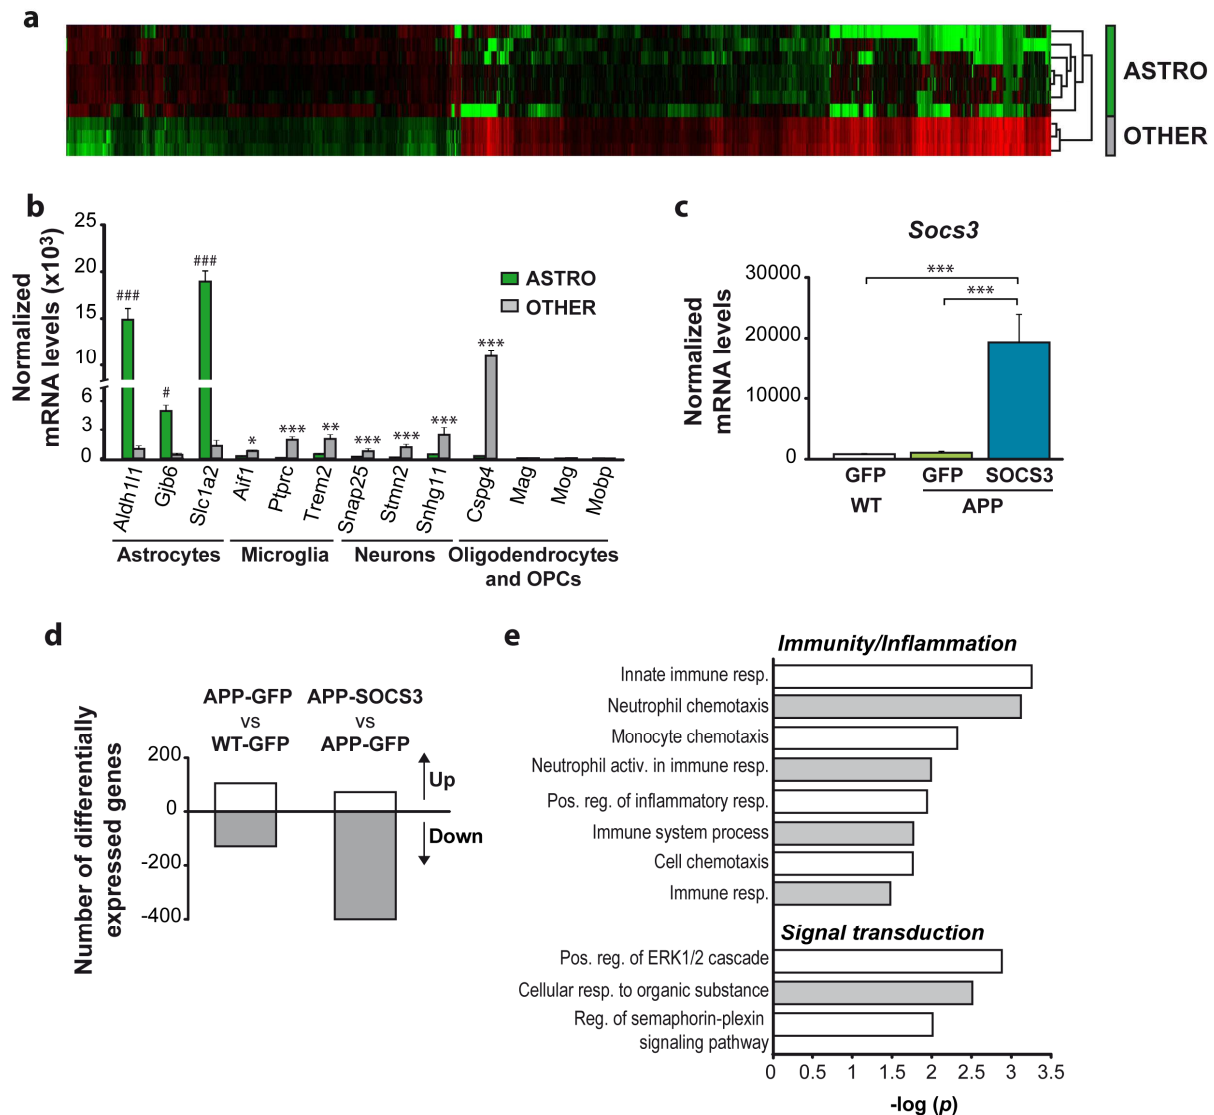 a
ASTRO
OTHER
b
Normalized
mRNA levels (x10³)
25
20
15
10
6
3
0
###
#
###
*
***
**
***
***
***
***
ASTRO
OTHER
Aldh1l1
Gjb6
Slc1a2
Aif1
Ptprc
Trem2
Snap25
Stmn2
Snhg11
Cspg4
Mag
Mog
Mobp
Astrocytes
Microglia
Neurons
Oligodendrocytes
and OPCs
c
Socs3
Normalized
mRNA levels
30000
20000
10000
0
***
***
GFP
GFP
SOCS3
WT
APP
d
Number of differentially
expressed genes
APP-GFP
vs
WT-GFP
APP-SOCS3
vs
APP-GFP
200
0
-200
-400
Up
Down
e
Immunity/Inflammation
Innate immune resp.
Neutrophil chemotaxis
Monocyte chemotaxis
Neutrophil activ. in immune resp.
Pos. reg. of inflammatory resp.
Immune system process
Cell chemotaxis
Immune resp.
Signal transduction
Pos. reg. of ERK1/2 cascade
Cellular resp. to organic substance
Reg. of semaphorin-plexin
signaling pathway
0 0.5 1 1.5 2 2.5 3 3.5
-log (p)